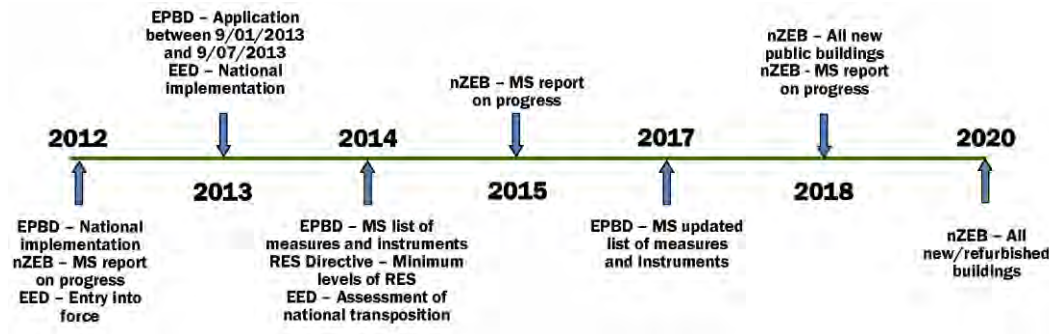 EPBD – Application
between 9/01/2013
and 9/07/2013
EED – National
implementation
nZEB – MS report
on progress
nZEB – All new
public buildings
nZEB - MS report
on progress
2012
2014
2017
2020
2013
2015
2018
EPBD – National
implementation
nZEB – MS report
on progress
EED – Entry into
force
EPBD – MS list of
measures and instruments
RES Directive – Minimum
levels of RES
EED – Assessment of
national transposition
EPBD – MS updated
list of measures
and Instruments
nZEB – All
new/refurbished
buildings